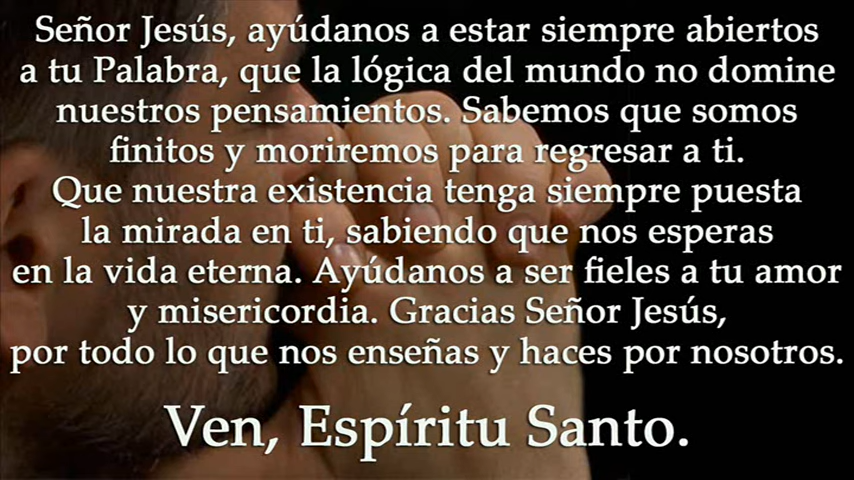 Señor Jesús, ayúdanos a estar siempre abiertos
a tu Palabra, que la lógica del mundo no domine
nuestros pensamientos. Sabemos que somos
finitos y moriremos para regresar a ti.
Que nuestra existencia tenga siempre puesta
la mirada en ti, sabiendo que nos esperas
en la vida eterna. Ayúdanos a ser fieles a tu amor
y misericordia. Gracias Señor Jesús,
por todo lo que nos enseñas y haces por nosotros.
Ven, Espíritu Santo.